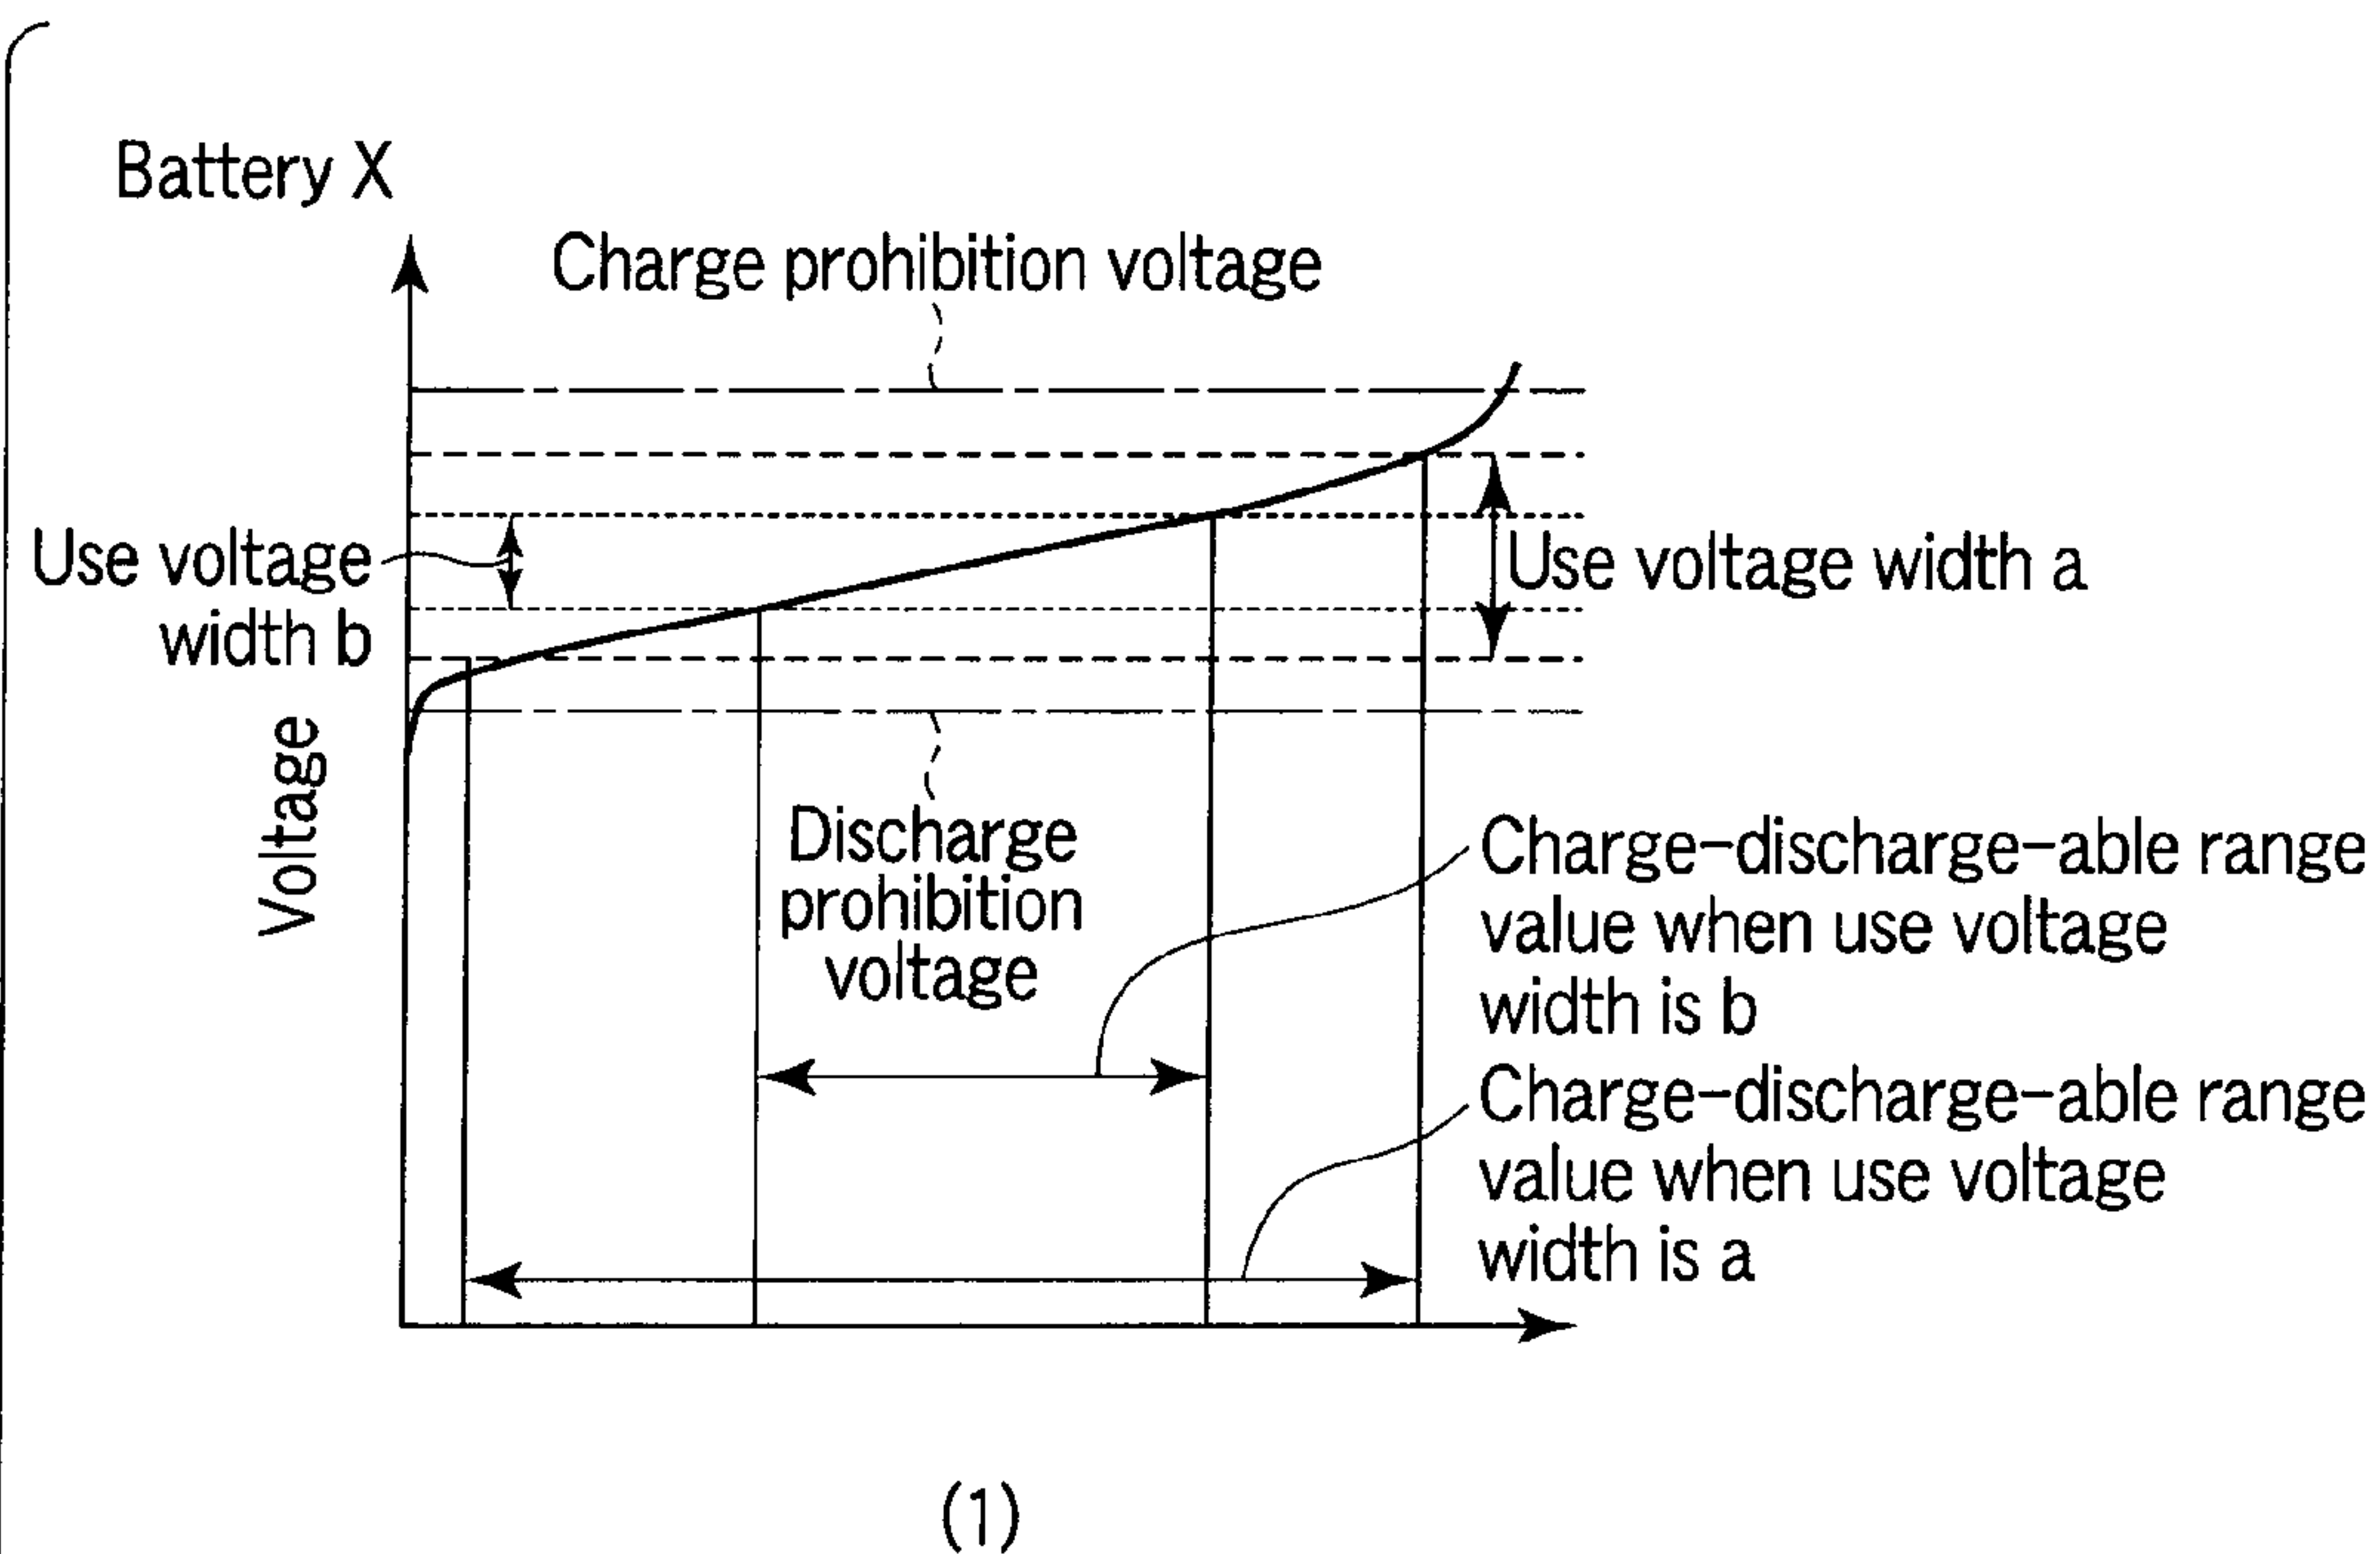 Battery X
Charge prohibition voltage
Use voltage
width b
Use voltage width a
Voltage
Discharge
prohibition
voltage
Charge-discharge-able range
value when use voltage
width is b
Charge-discharge-able range
value when use voltage
width is a
(1)